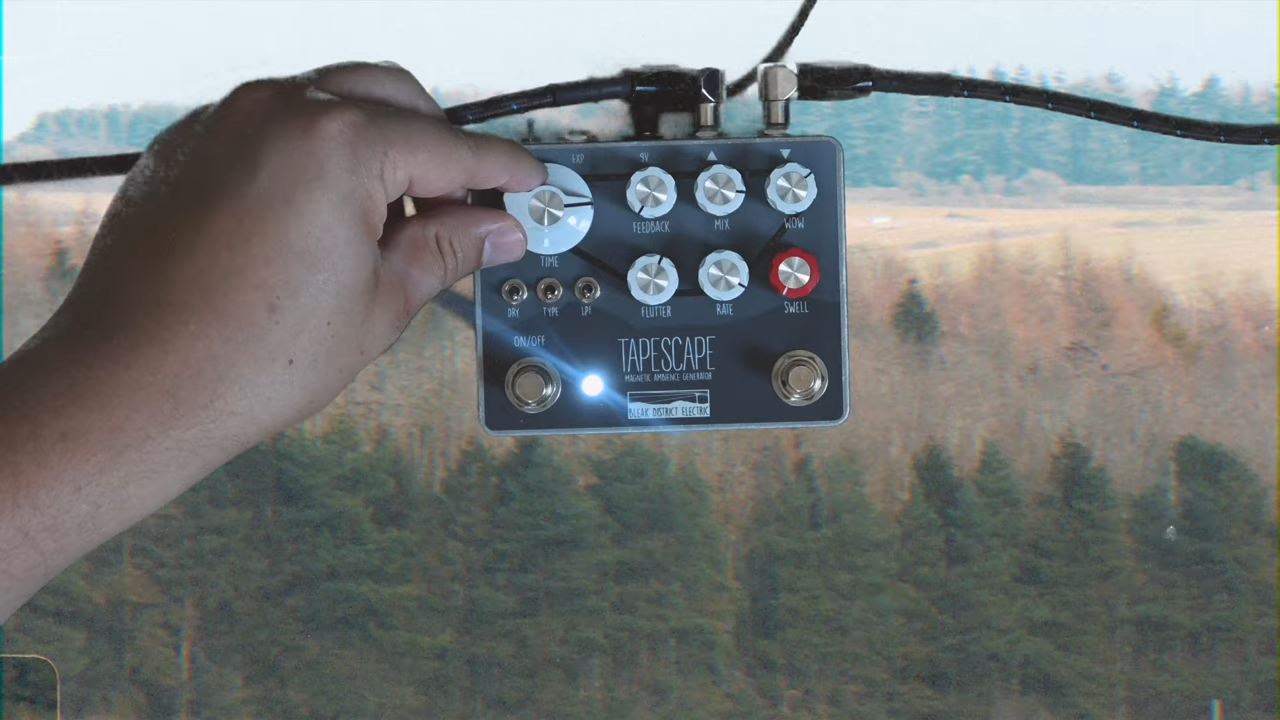 EXP
9V
FEEDBACK
MIX
WOW
TIME
DRY
TYPE
LPF
FLUTTER
RATE
SWELL
ON/OFF
TAPESCAPE
MAGNETIC AMBIENCE GENERATOR
BLEAK DISTRICT ELECTRIC